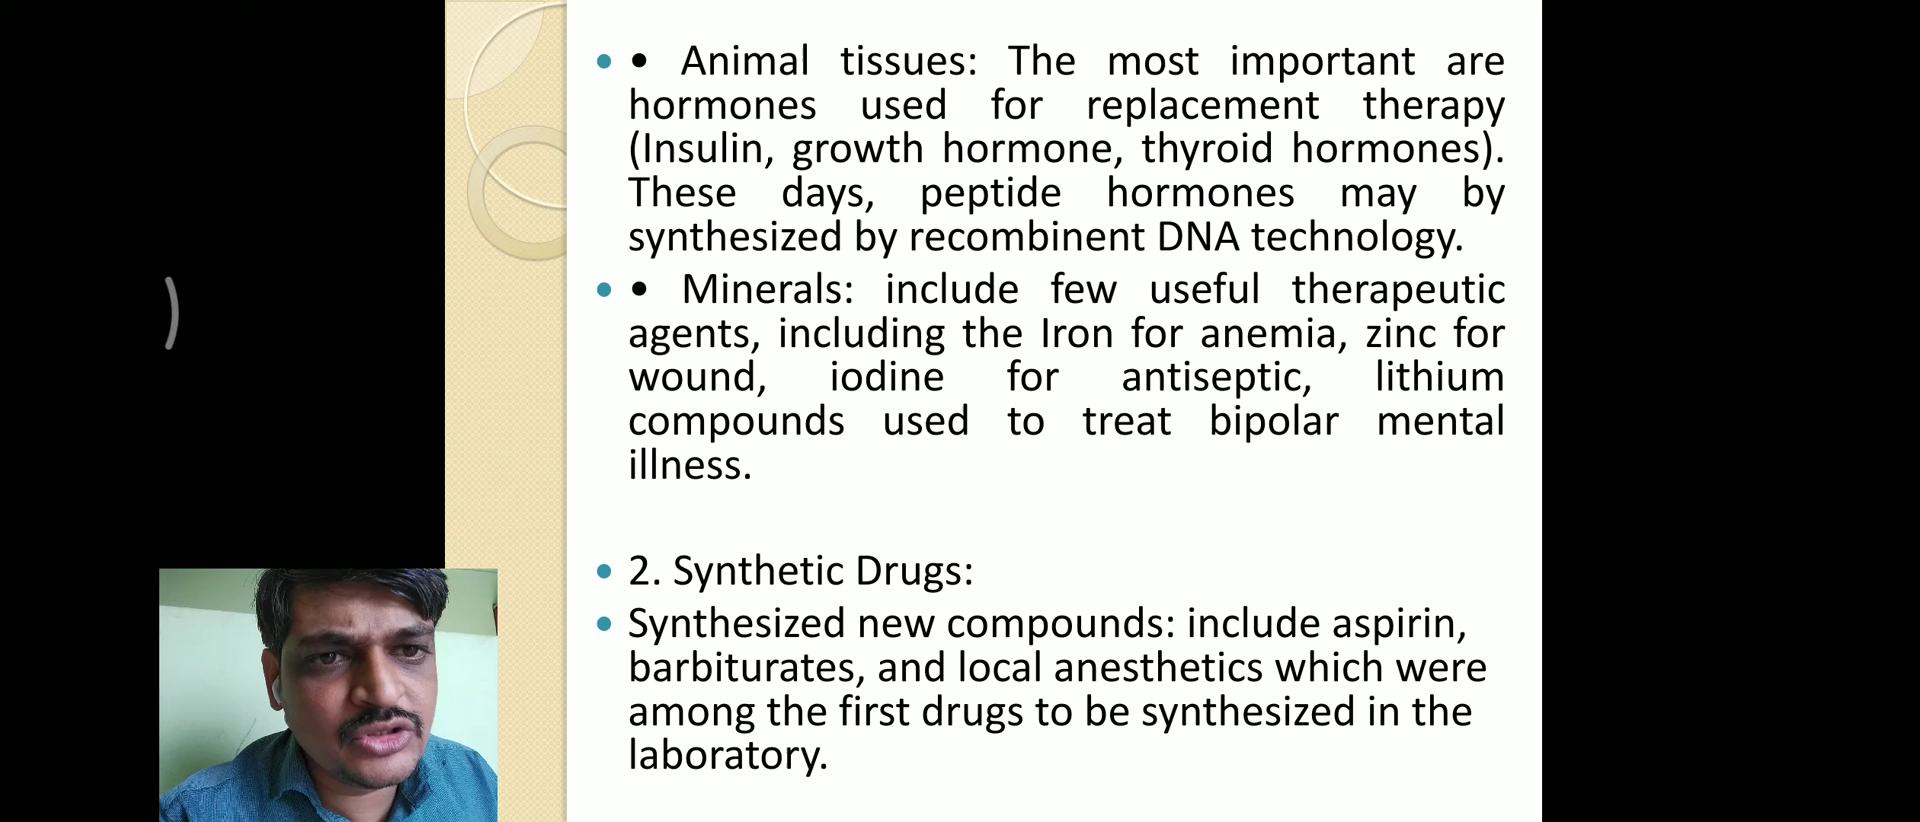 • • Animal tissues: The most important are
hormones used for replacement therapy
(Insulin, growth hormone, thyroid hormones).
These days, peptide hormones may by
synthesized by recombinent DNA technology.
• • Minerals: include few useful therapeutic
agents, including the Iron for anemia, zinc for
wound, iodine for antiseptic, lithium
compounds used to treat bipolar mental
illness.
• 2. Synthetic Drugs:
• Synthesized new compounds: include aspirin,
barbiturates, and local anesthetics which were
among the first drugs to be synthesized in the
laboratory.